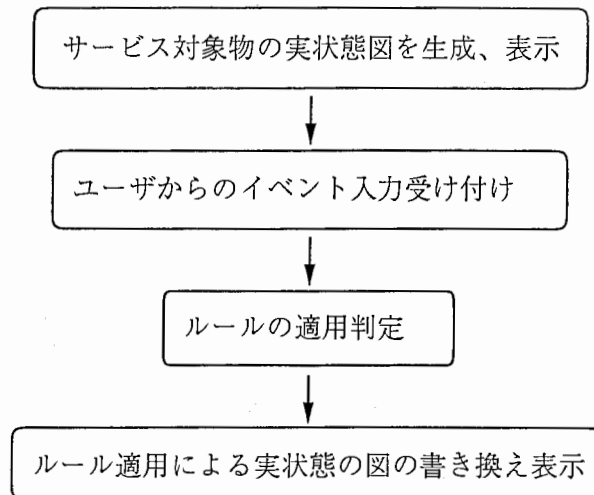 サービス対象物の実状態図を生成、表示
ユーザからのイベント入力受け付け
ルールの適用判定
ルール適用による実状態の図の書き換え表示